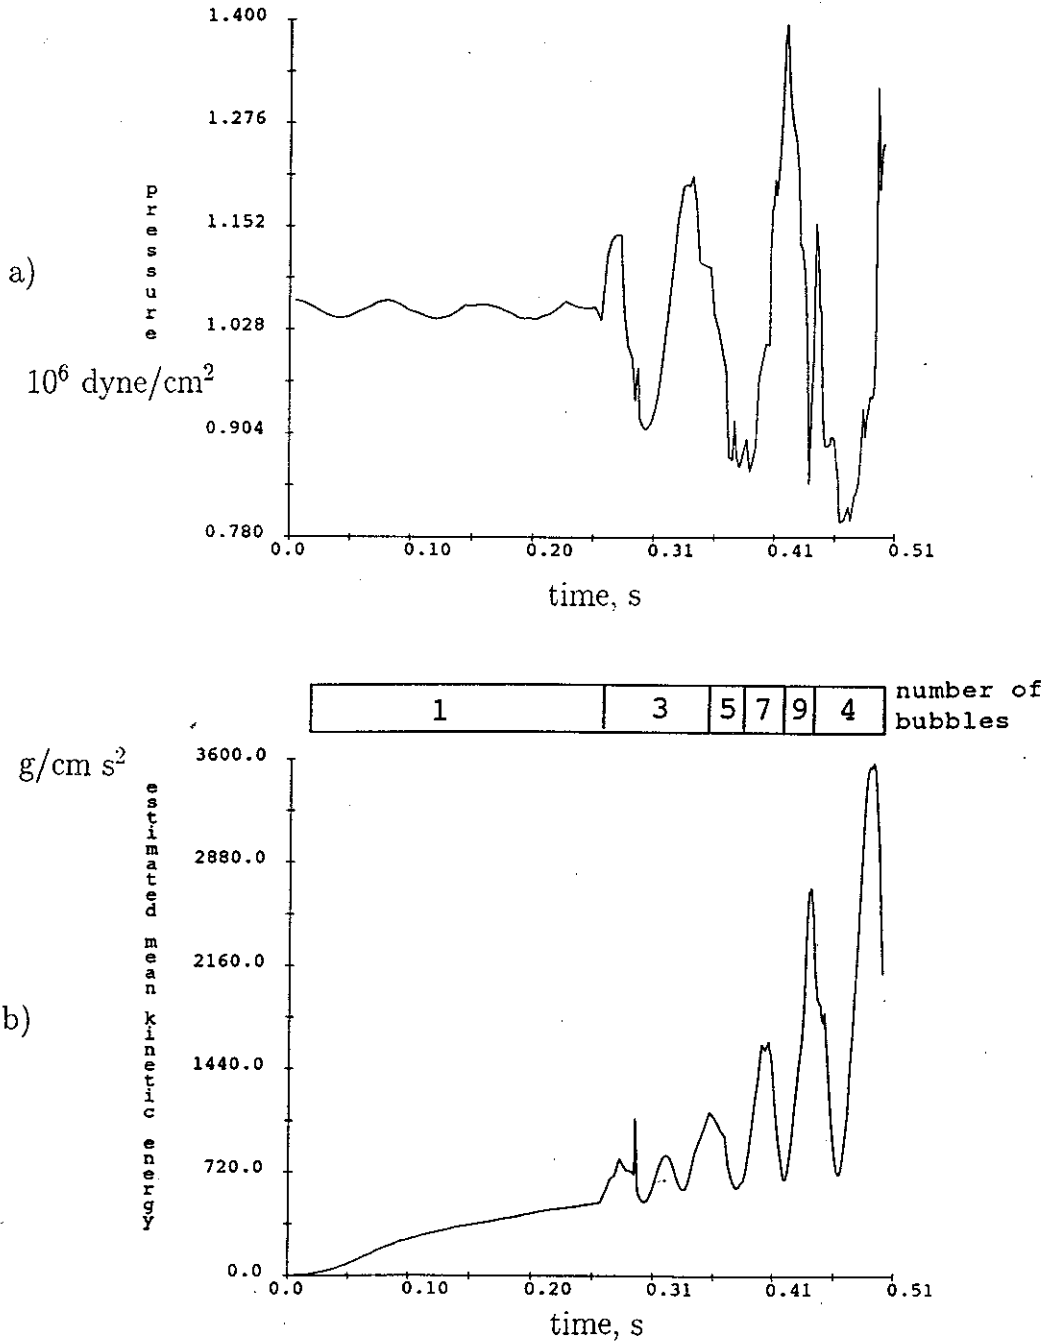 a)
pressure
10⁶ dyne/cm²
1.400
1.276
1.152
1.028
0.904
0.780
0.0 0.10 0.20 0.31 0.41 0.51
time, s
1 3 5 7 9 4
number of
bubbles
b)
g/cm s²
estimated mean kinetic energy
3600.0
2880.0
2160.0
1440.0
720.0
0.0
0.0 0.10 0.20 0.31 0.41 0.51
time, s